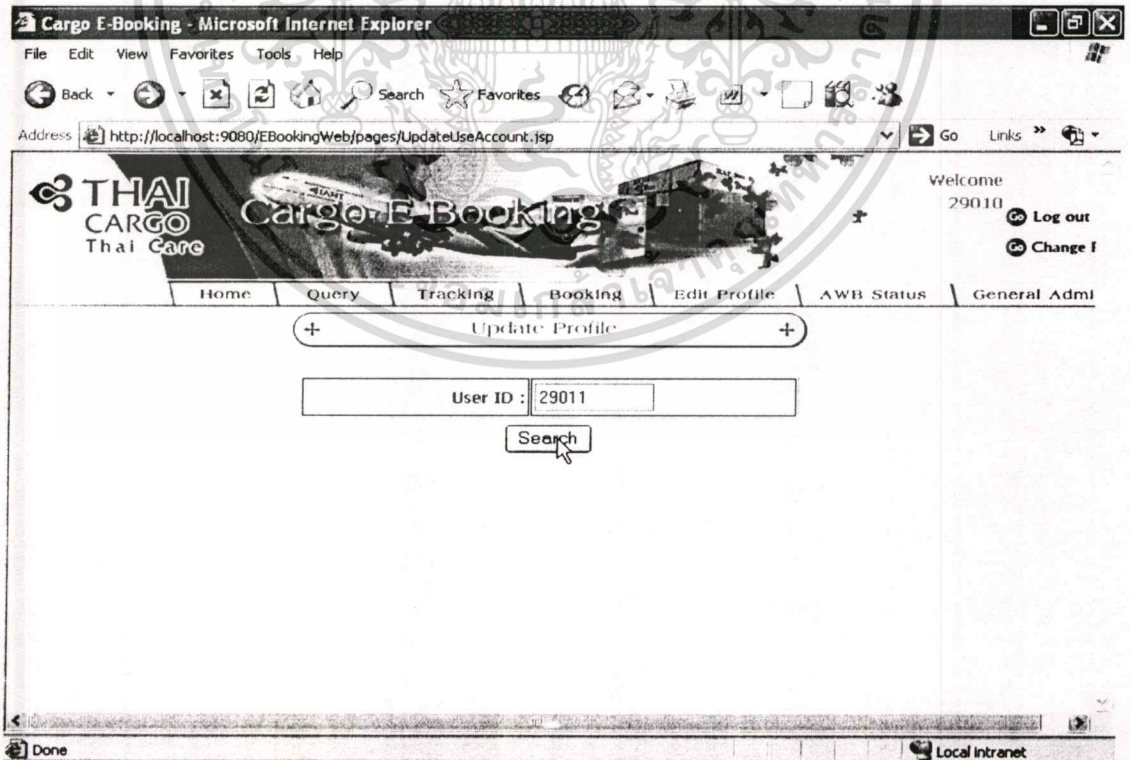 Cargo E-Booking - Microsoft Internet Explorer
File Edit View Favorites Tools Help
Back Search Favorites
Address http://localhost:9080/EBookingWeb/pages/UpdateUseAccount.jsp Go Links »
THAI
CARGO
Thai Care
Cargo E-Booking
Welcome
29010
Go Log out
Go Change
Home Query Tracking Booking Edit Profile AWB Status General Admi
Update Profile
User ID : 29011
Search
Done Local intranet